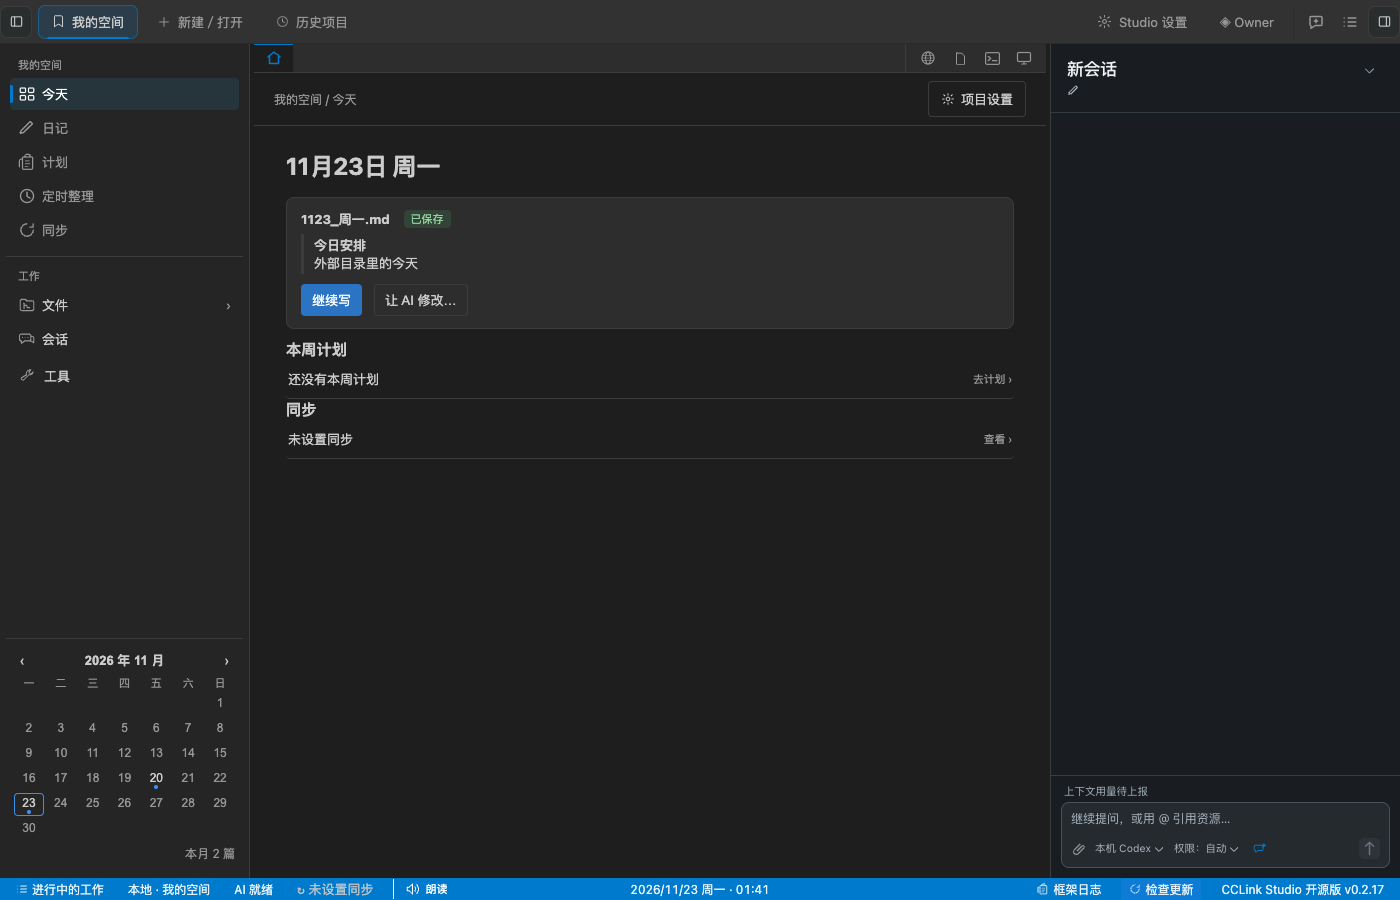 我的空间
新建 / 打开
历史项目
Studio 设置
Owner
我的空间
今天
日记
计划
定时整理
同步
工作
文件
会话
工具
2026 年 11 月
一 二 三 四 五 六 日
1
2 3 4 5 6 7 8
9 10 11 12 13 14 15
16 17 18 19 20 21 22
23 24 25 26 27 28 29
30
本月 2 篇
我的空间 / 今天
项目设置
11月23日 周一
1123_周一.md 已保存
今日安排
外部目录里的今天
继续写 让 AI 修改...
本周计划
还没有本周计划 去计划 ›
同步
未设置同步 查看 ›
新会话
上下文用量待上报
继续提问，或用 @ 引用资源...
本机 Codex 权限：自动
进行中的工作 本地 · 我的空间 AI 就绪 未设置同步 朗读 2026/11/23 周一 · 01:41 框架日志 检查更新 CCLink Studio 开源版 v0.2.17